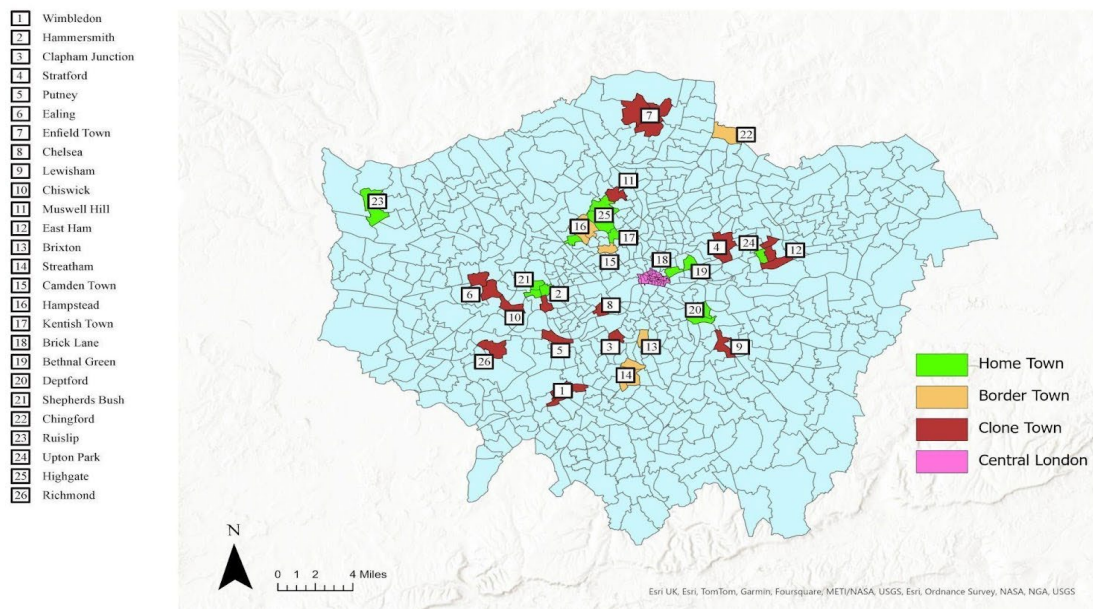 1 Wimbledon
2 Hammersmith
3 Clapham Junction
4 Stratford
5 Putney
6 Ealing
7 Enfield Town
8 Chelsea
9 Lewisham
10 Chiswick
11 Muswell Hill
12 East Ham
13 Brixton
14 Streatham
15 Camden Town
16 Hampstead
17 Kentish Town
18 Brick Lane
19 Bethnal Green
20 Deptford
21 Shepherds Bush
22 Chingford
23 Ruislip
24 Upton Park
25 Highgate
26 Richmond
7
22
11
23
25
16
17
4
24
12
18
15
19
21
6
2
10
8
20
26
5
3
13
9
14
1
Home Town
Border Town
Clone Town
Central London
N
0 1 2 4 Miles
Esri UK, Esri, TomTom, Garmin, Foursquare, METI/NASA, USGS, Esri, Ordnance Survey, NASA, NGA, USGS